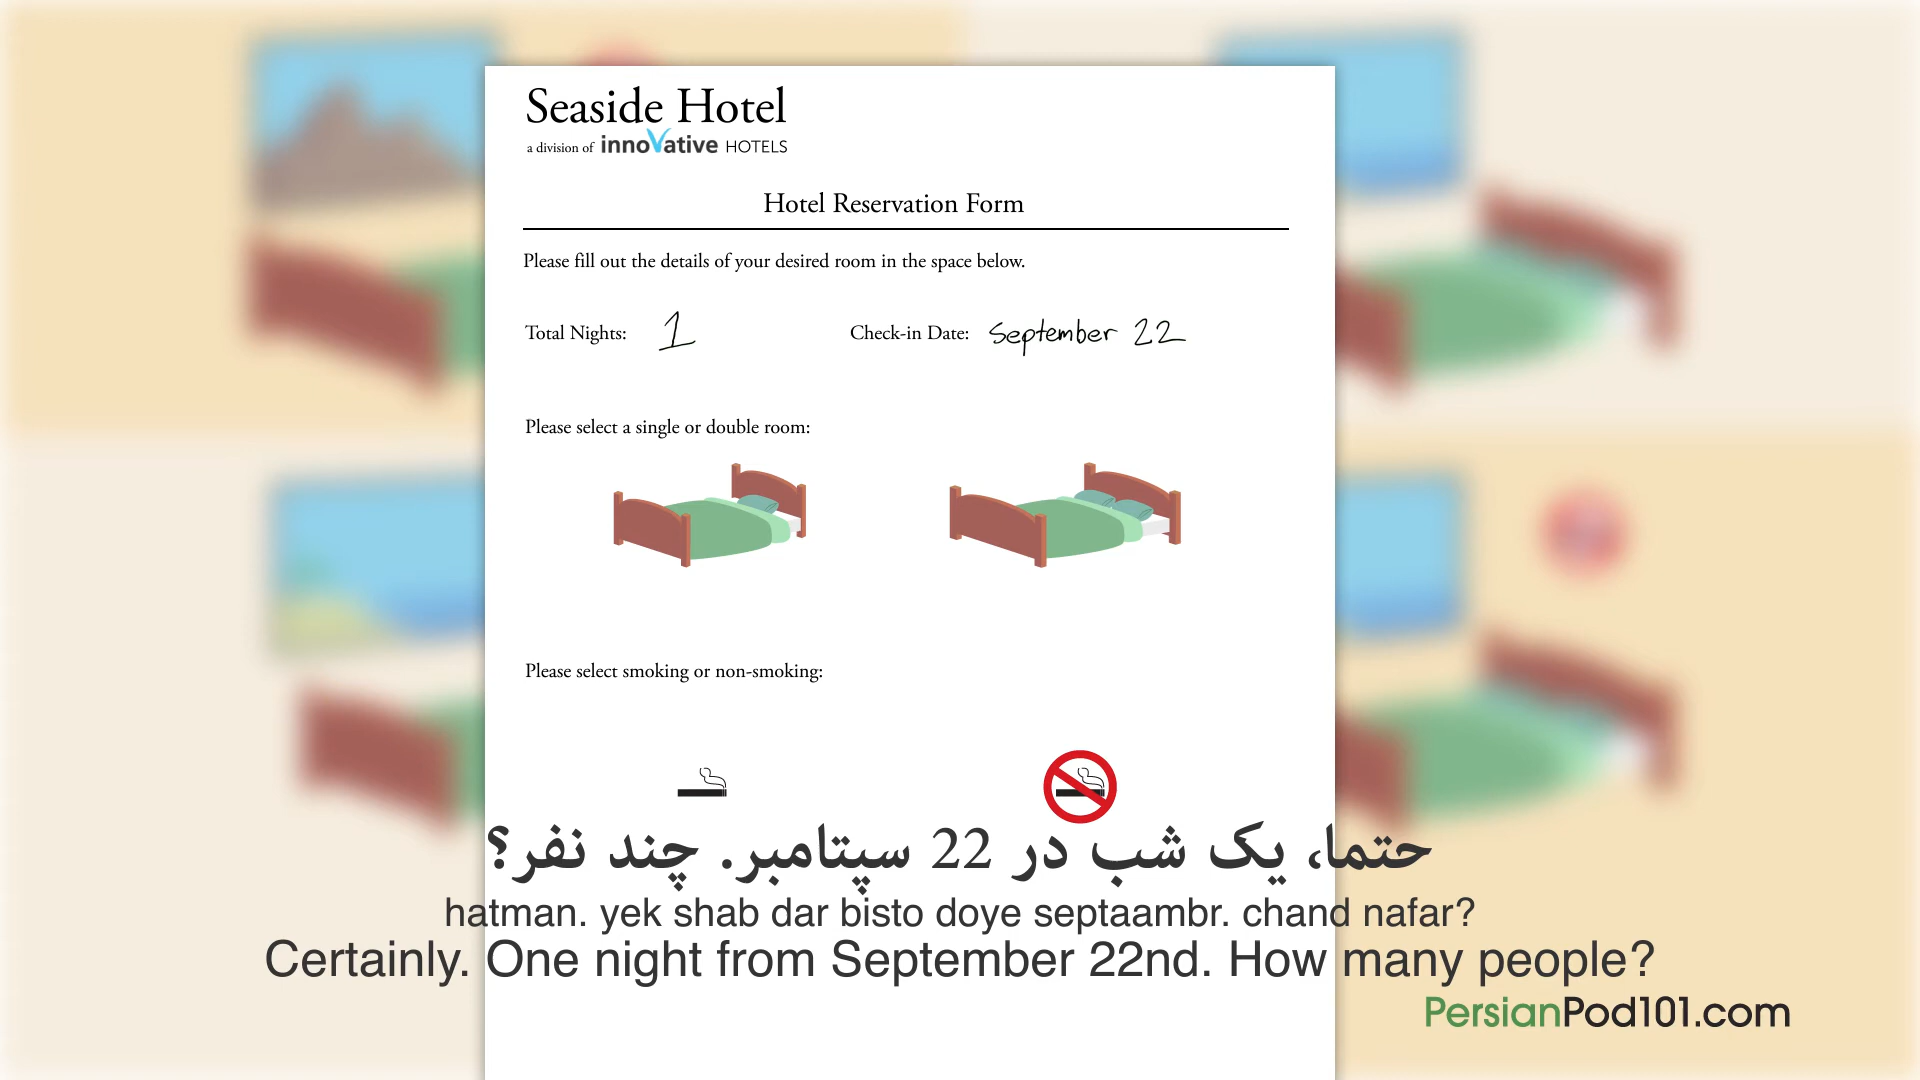 Seaside Hotel
a division of innoVative HOTELS
Hotel Reservation Form
Please fill out the details of your desired room in the space below.
Total Nights: 1 Check-in Date: September 22
Please select a single or double room:
Please select smoking or non-smoking:
حتما، یک شب در 22 سپتامبر. چند نفر؟
hatman. yek shab dar bisto doye septaambr. chand nafar?
Certainly. One night from September 22nd. How many people?
PersianPod101.com